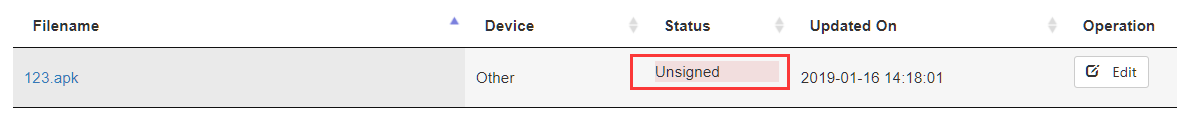 Filename Device Status Updated On Operation
123.apk Other Unsigned 2019-01-16 14:18:01 Edit